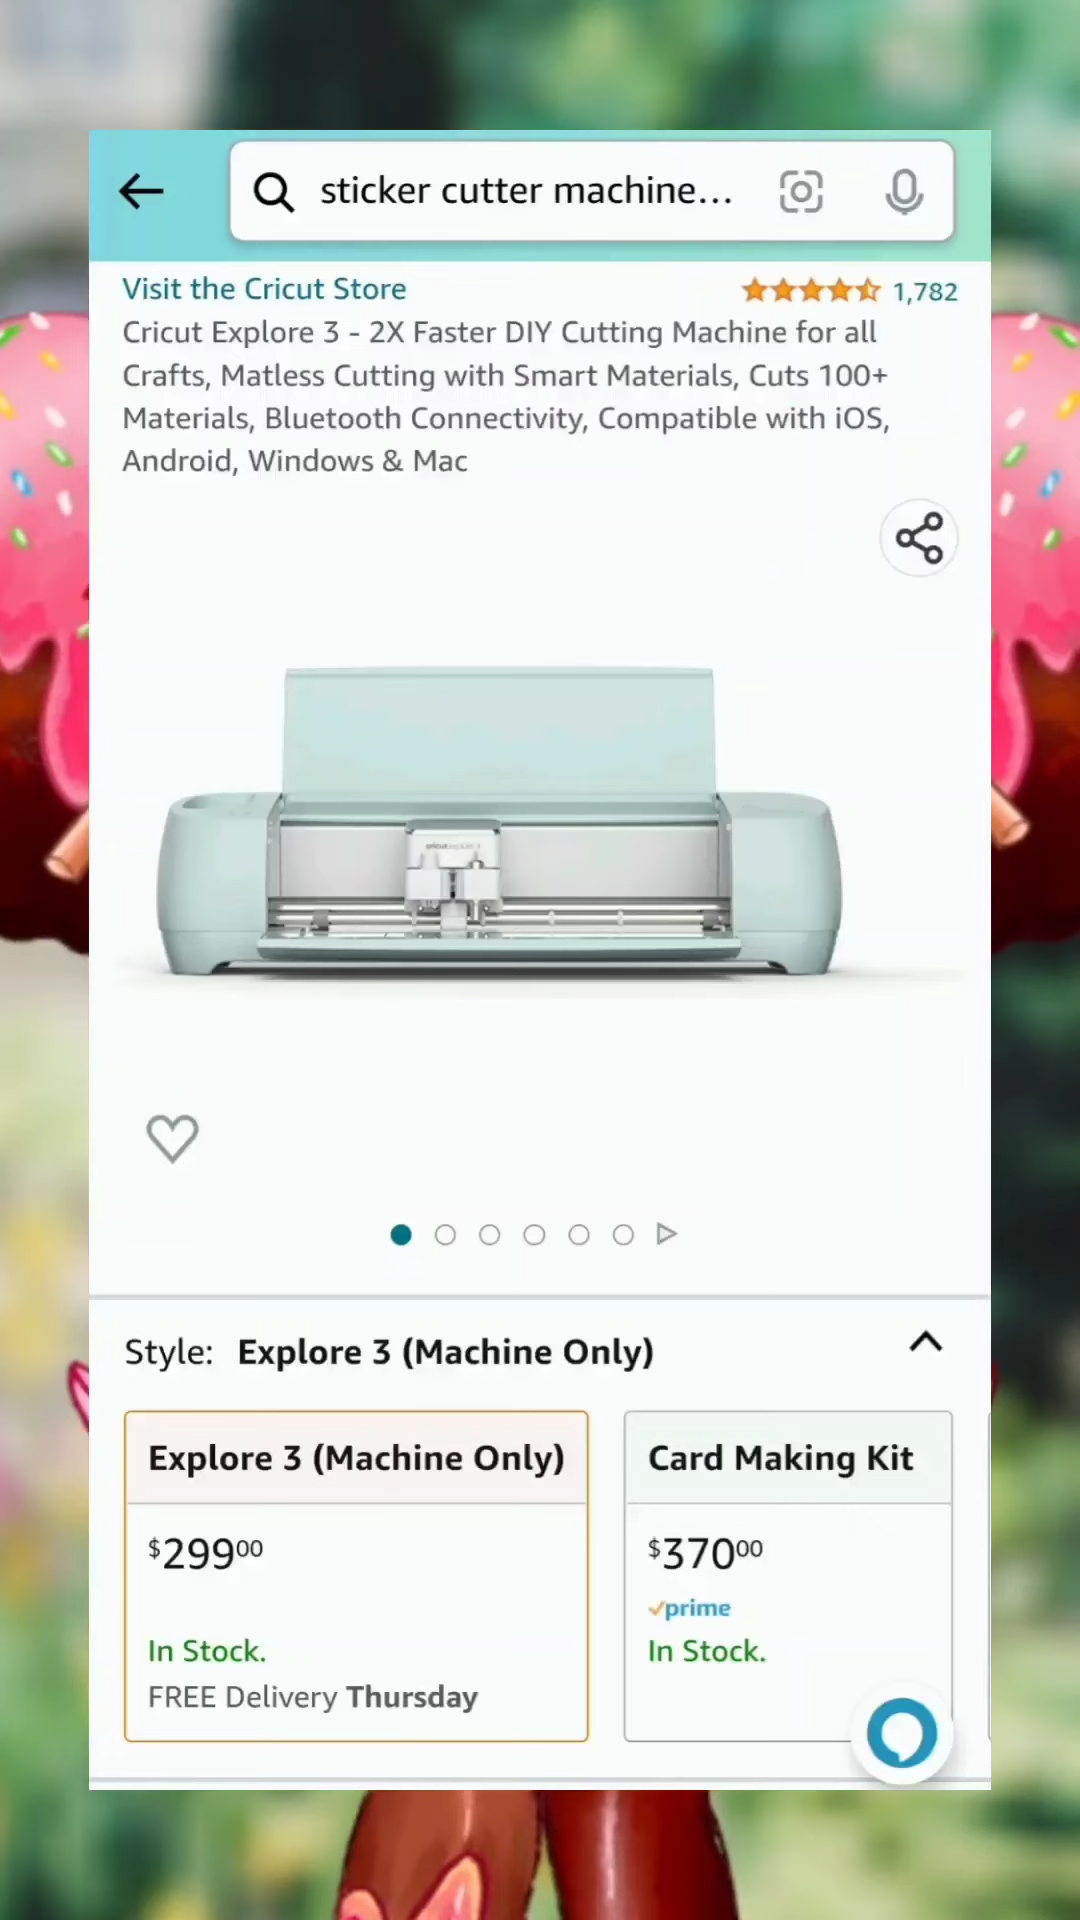 sticker cutter machine...
Visit the Cricut Store 1,782
Cricut Explore 3 - 2X Faster DIY Cutting Machine for all
Crafts, Matless Cutting with Smart Materials, Cuts 100+
Materials, Bluetooth Connectivity, Compatible with iOS,
Android, Windows & Mac
Style: Explore 3 (Machine Only)
Explore 3 (Machine Only)
$29900
In Stock.
FREE Delivery Thursday
Card Making Kit
$37000
prime
In Stock.